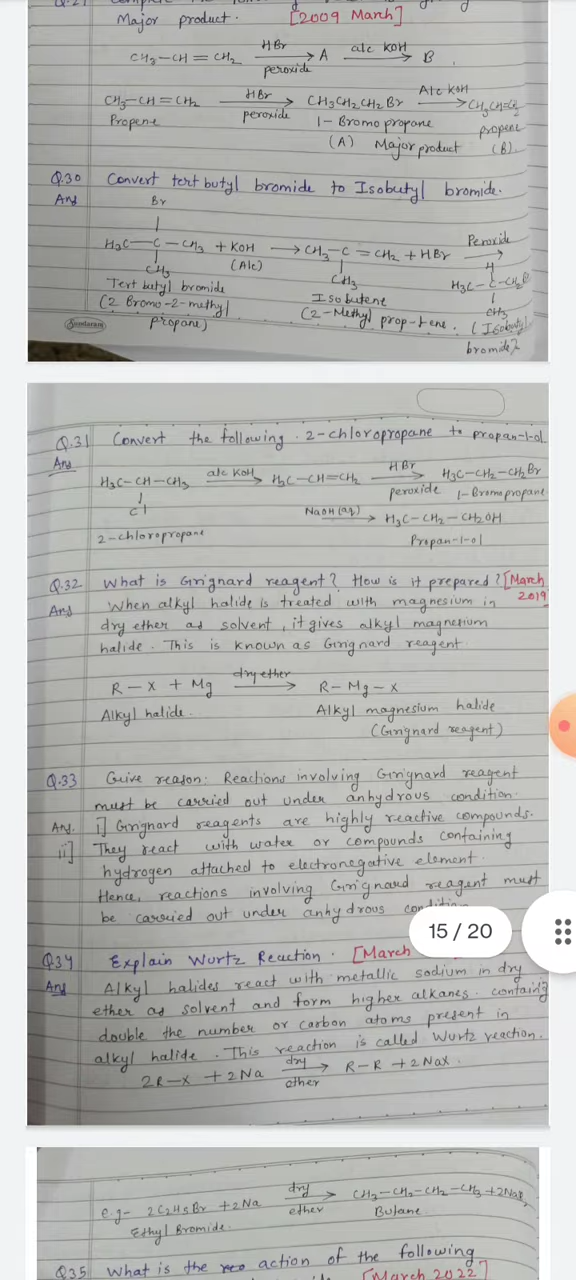 Major product. [2009 March]
CH3-CH=CH2 HBr/peroxide → A alc KOH → B.
CH3-CH=CH2 HBr/peroxide → CH3CH2CH2Br Alc KOH → CH3CH=CH2
Propene 1-Bromopropane propene
(A) Major product (B)
Q.30 Convert tert butyl bromide to Isobutyl bromide.
Ans Br
H3C-C-CH3 + KOH → CH3-C=CH2 + HBr Peroxide →
CH3 (Alc) CH3 H3C-C-CH2Br
H
CH3
Tert butyl bromide Isobutene
(2 Bromo-2-methyl propane) (2-Methyl prop-1-ene. (Isobutyl bromide)
Sundaram
Q.31 Convert the following. 2-chloropropane to propan-1-ol
Ans
H3C-CH-CH3 alc KOH → H3C-CH=CH2 HBr/peroxide → H3C-CH2-CH2Br
Cl 1-Bromopropane
NaOH (aq) → H3C-CH2-CH2OH
2-chloropropane Propan-1-ol
Q.32 What is Grignard reagent? How is it prepared? [March 2019]
Ans When alkyl halide is treated with magnesium in
dry ether as solvent, it gives alkyl magnesium
halide. This is known as Grignard reagent.
R-X + Mg dry ether → R-Mg-X
Alkyl halide. Alkyl magnesium halide
(Grignard reagent)
Q.33 Give reason: Reactions involving Grignard reagent
must be carried out under anhydrous condition.
Ans. i] Grignard reagents are highly reactive compounds.
ii] They react with water or compounds containing
hydrogen attached to electronegative element.
Hence, reactions involving Grignard reagent must
be carried out under anhydrous
15 / 20
Q34 Explain Wurtz Reaction. [March
Ans Alkyl halides react with metallic sodium in dry
ether as solvent and form higher alkanes. containing
double the number or carbon atoms present in
alkyl halide. This reaction is called Wurtz reaction.
2R-X + 2Na dry ether → R-R + 2NaX.
e.g- 2C2H5Br + 2Na dry ether → CH3-CH2-CH2-CH3 + 2NaBr
Ethyl Bromide. Butane
Q35 What is the action of the following
[March 2022]